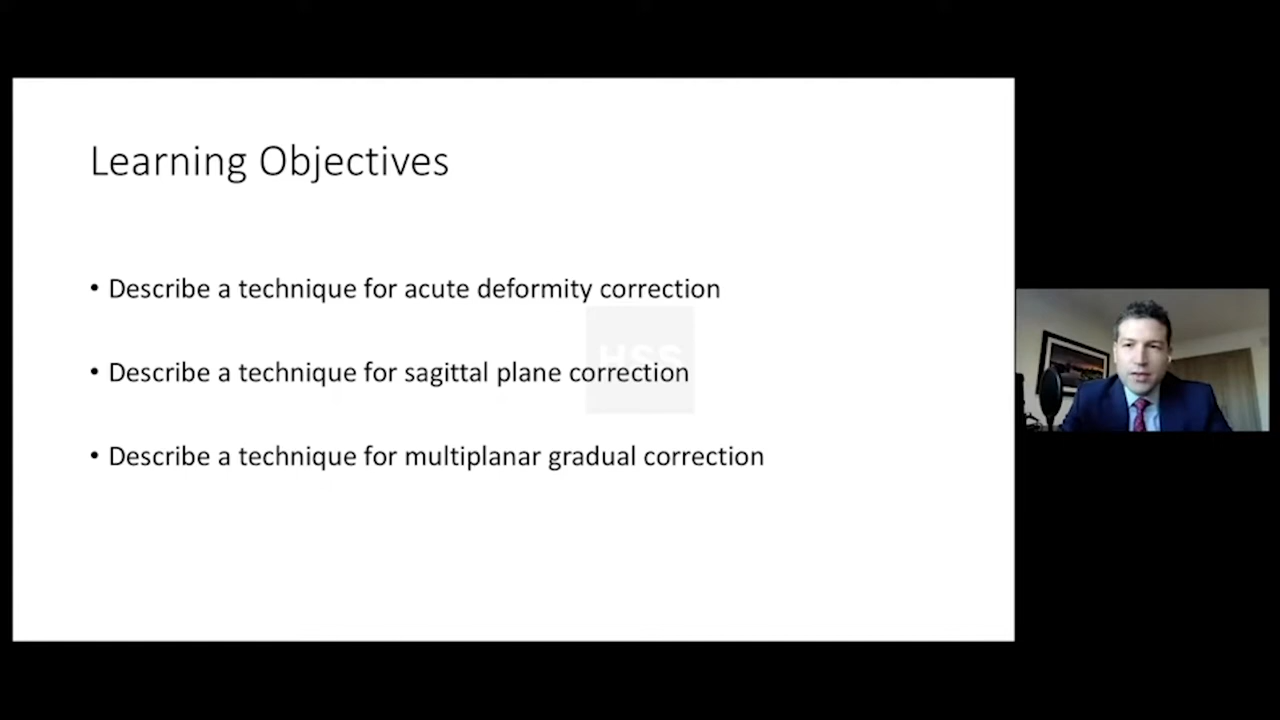 Learning Objectives
• Describe a technique for acute deformity correction
HSS
• Describe a technique for sagittal plane correction
• Describe a technique for multiplanar gradual correction